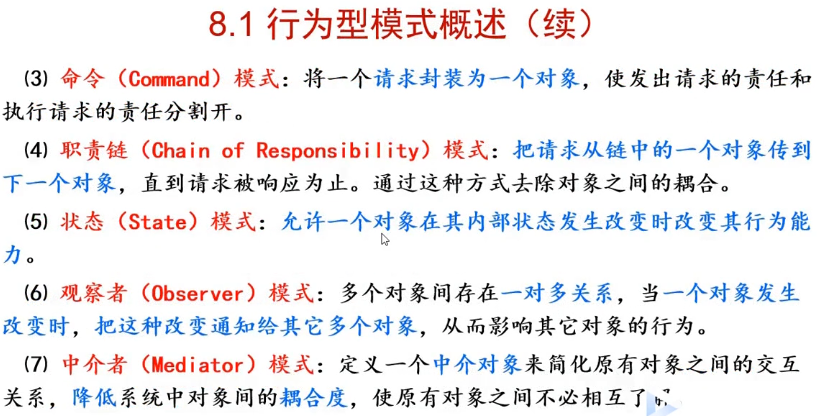 8.1 行为型模式概述（续）
(3) 命令（Command）模式：将一个请求封装为一个对象，使发出请求的责任和
执行请求的责任分割开。
(4) 职责链（Chain of Responsibility）模式：把请求从链中的一个对象传到
下一个对象，直到请求被响应为止。通过这种方式去除对象之间的耦合。
(5) 状态（State）模式：允许一个对象在其内部状态发生改变时改变其行为能
力。
(6) 观察者（Observer）模式：多个对象间存在一对多关系，当一个对象发生
改变时，把这种改变通知给其它多个对象，从而影响其它对象的行为。
(7) 中介者（Mediator）模式：定义一个中介对象来简化原有对象之间的交互
关系，降低系统中对象间的耦合度，使原有对象之间不必相互了